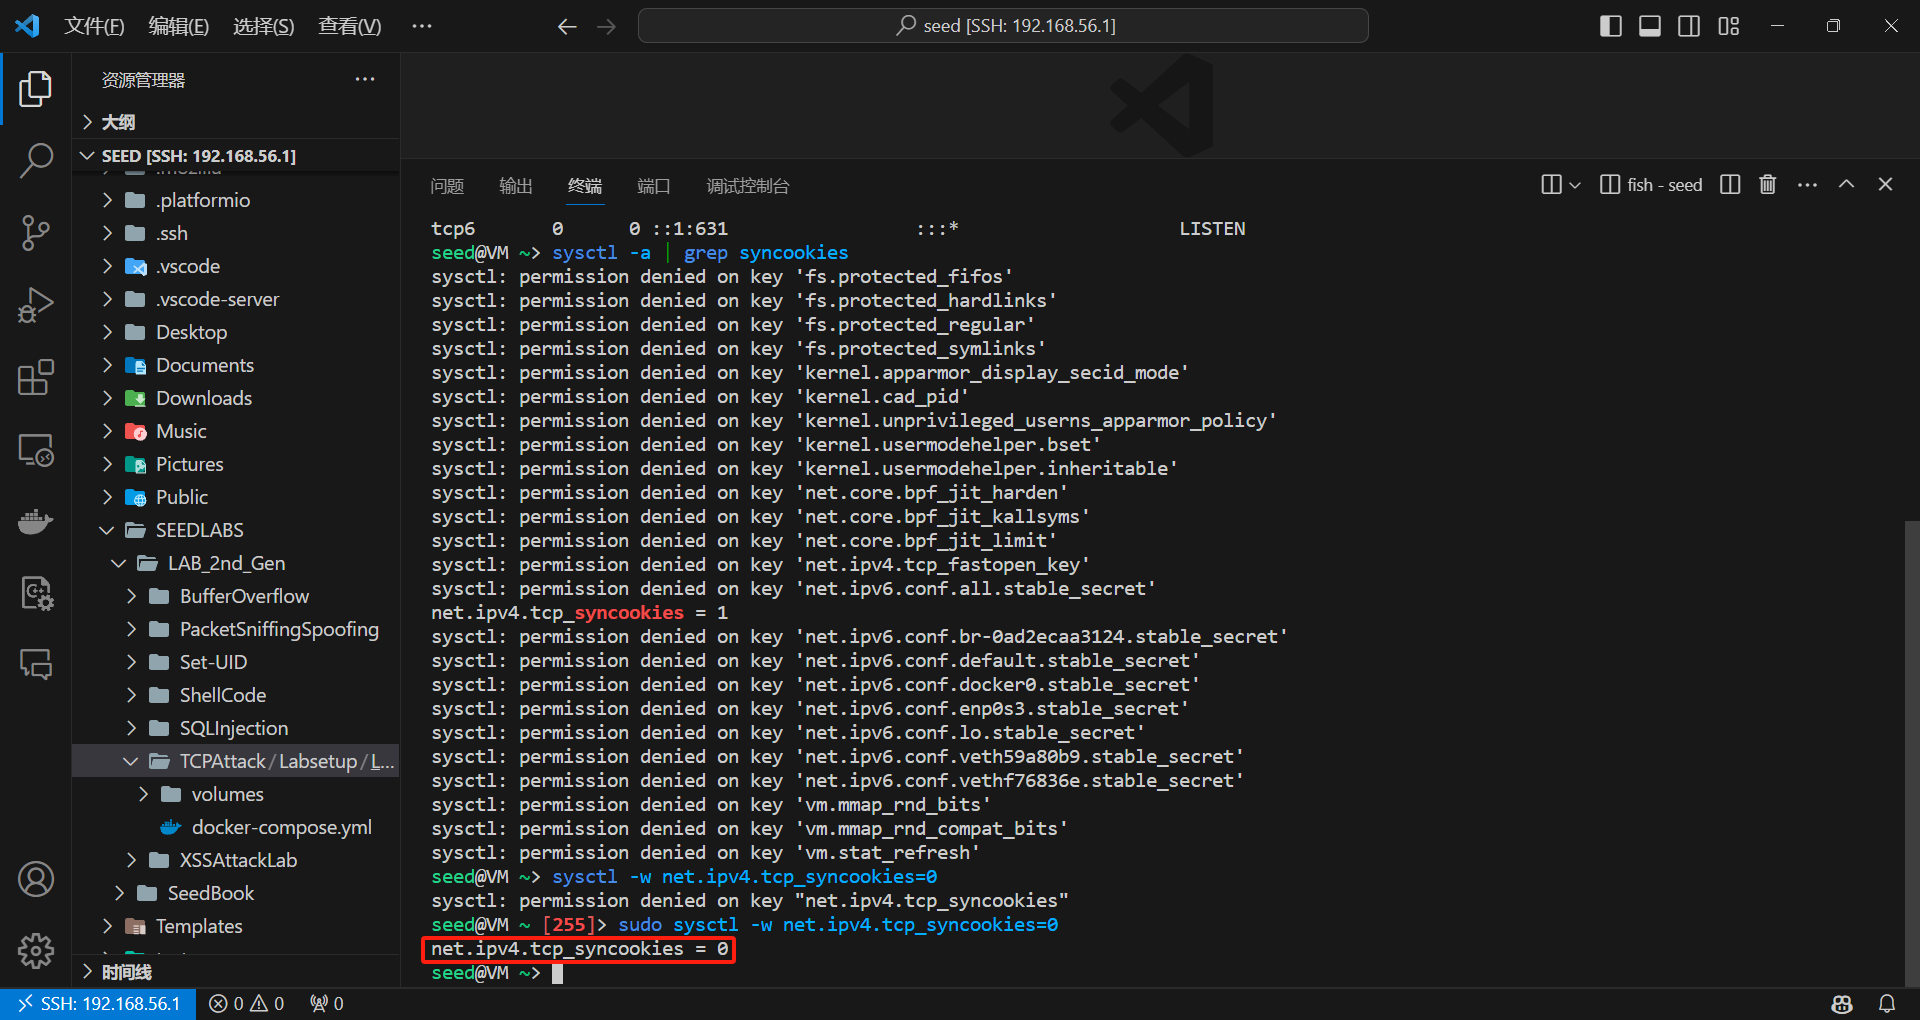 文件(F) 编辑(E) 选择(S) 查看(V) ··· seed [SSH: 192.168.56.1]
资源管理器
大纲
SEED [SSH: 192.168.56.1]
.mozilla
.platformio
.ssh
.vscode
.vscode-server
Desktop
Documents
Downloads
Music
Pictures
Public
SEEDLABS
LAB_2nd_Gen
BufferOverflow
PacketSniffingSpoofing
Set-UID
ShellCode
SQLInjection
TCPAttack/Labsetup/L...
volumes
docker-compose.yml
XSSAttackLab
SeedBook
Templates
时间线
问题 输出 终端 端口 调试控制台 fish - seed
tcp6 0 0 ::1:631 :::* LISTEN
seed@VM ~> sysctl -a | grep syncookies
sysctl: permission denied on key 'fs.protected_fifos'
sysctl: permission denied on key 'fs.protected_hardlinks'
sysctl: permission denied on key 'fs.protected_regular'
sysctl: permission denied on key 'fs.protected_symlinks'
sysctl: permission denied on key 'kernel.apparmor_display_secid_mode'
sysctl: permission denied on key 'kernel.cad_pid'
sysctl: permission denied on key 'kernel.unprivileged_userns_apparmor_policy'
sysctl: permission denied on key 'kernel.usermodehelper.bset'
sysctl: permission denied on key 'kernel.usermodehelper.inheritable'
sysctl: permission denied on key 'net.core.bpf_jit_harden'
sysctl: permission denied on key 'net.core.bpf_jit_kallsyms'
sysctl: permission denied on key 'net.core.bpf_jit_limit'
sysctl: permission denied on key 'net.ipv4.tcp_fastopen_key'
sysctl: permission denied on key 'net.ipv6.conf.all.stable_secret'
net.ipv4.tcp_syncookies = 1
sysctl: permission denied on key 'net.ipv6.conf.br-0ad2ecaa3124.stable_secret'
sysctl: permission denied on key 'net.ipv6.conf.default.stable_secret'
sysctl: permission denied on key 'net.ipv6.conf.docker0.stable_secret'
sysctl: permission denied on key 'net.ipv6.conf.enp0s3.stable_secret'
sysctl: permission denied on key 'net.ipv6.conf.lo.stable_secret'
sysctl: permission denied on key 'net.ipv6.conf.veth59a80b9.stable_secret'
sysctl: permission denied on key 'net.ipv6.conf.vethf76836e.stable_secret'
sysctl: permission denied on key 'vm.mmap_rnd_bits'
sysctl: permission denied on key 'vm.mmap_rnd_compat_bits'
sysctl: permission denied on key 'vm.stat_refresh'
seed@VM ~> sysctl -w net.ipv4.tcp_syncookies=0
sysctl: permission denied on key "net.ipv4.tcp_syncookies"
seed@VM ~ [255]> sudo sysctl -w net.ipv4.tcp_syncookies=0
net.ipv4.tcp_syncookies = 0
seed@VM ~>
SSH: 192.168.56.1 0 0 0